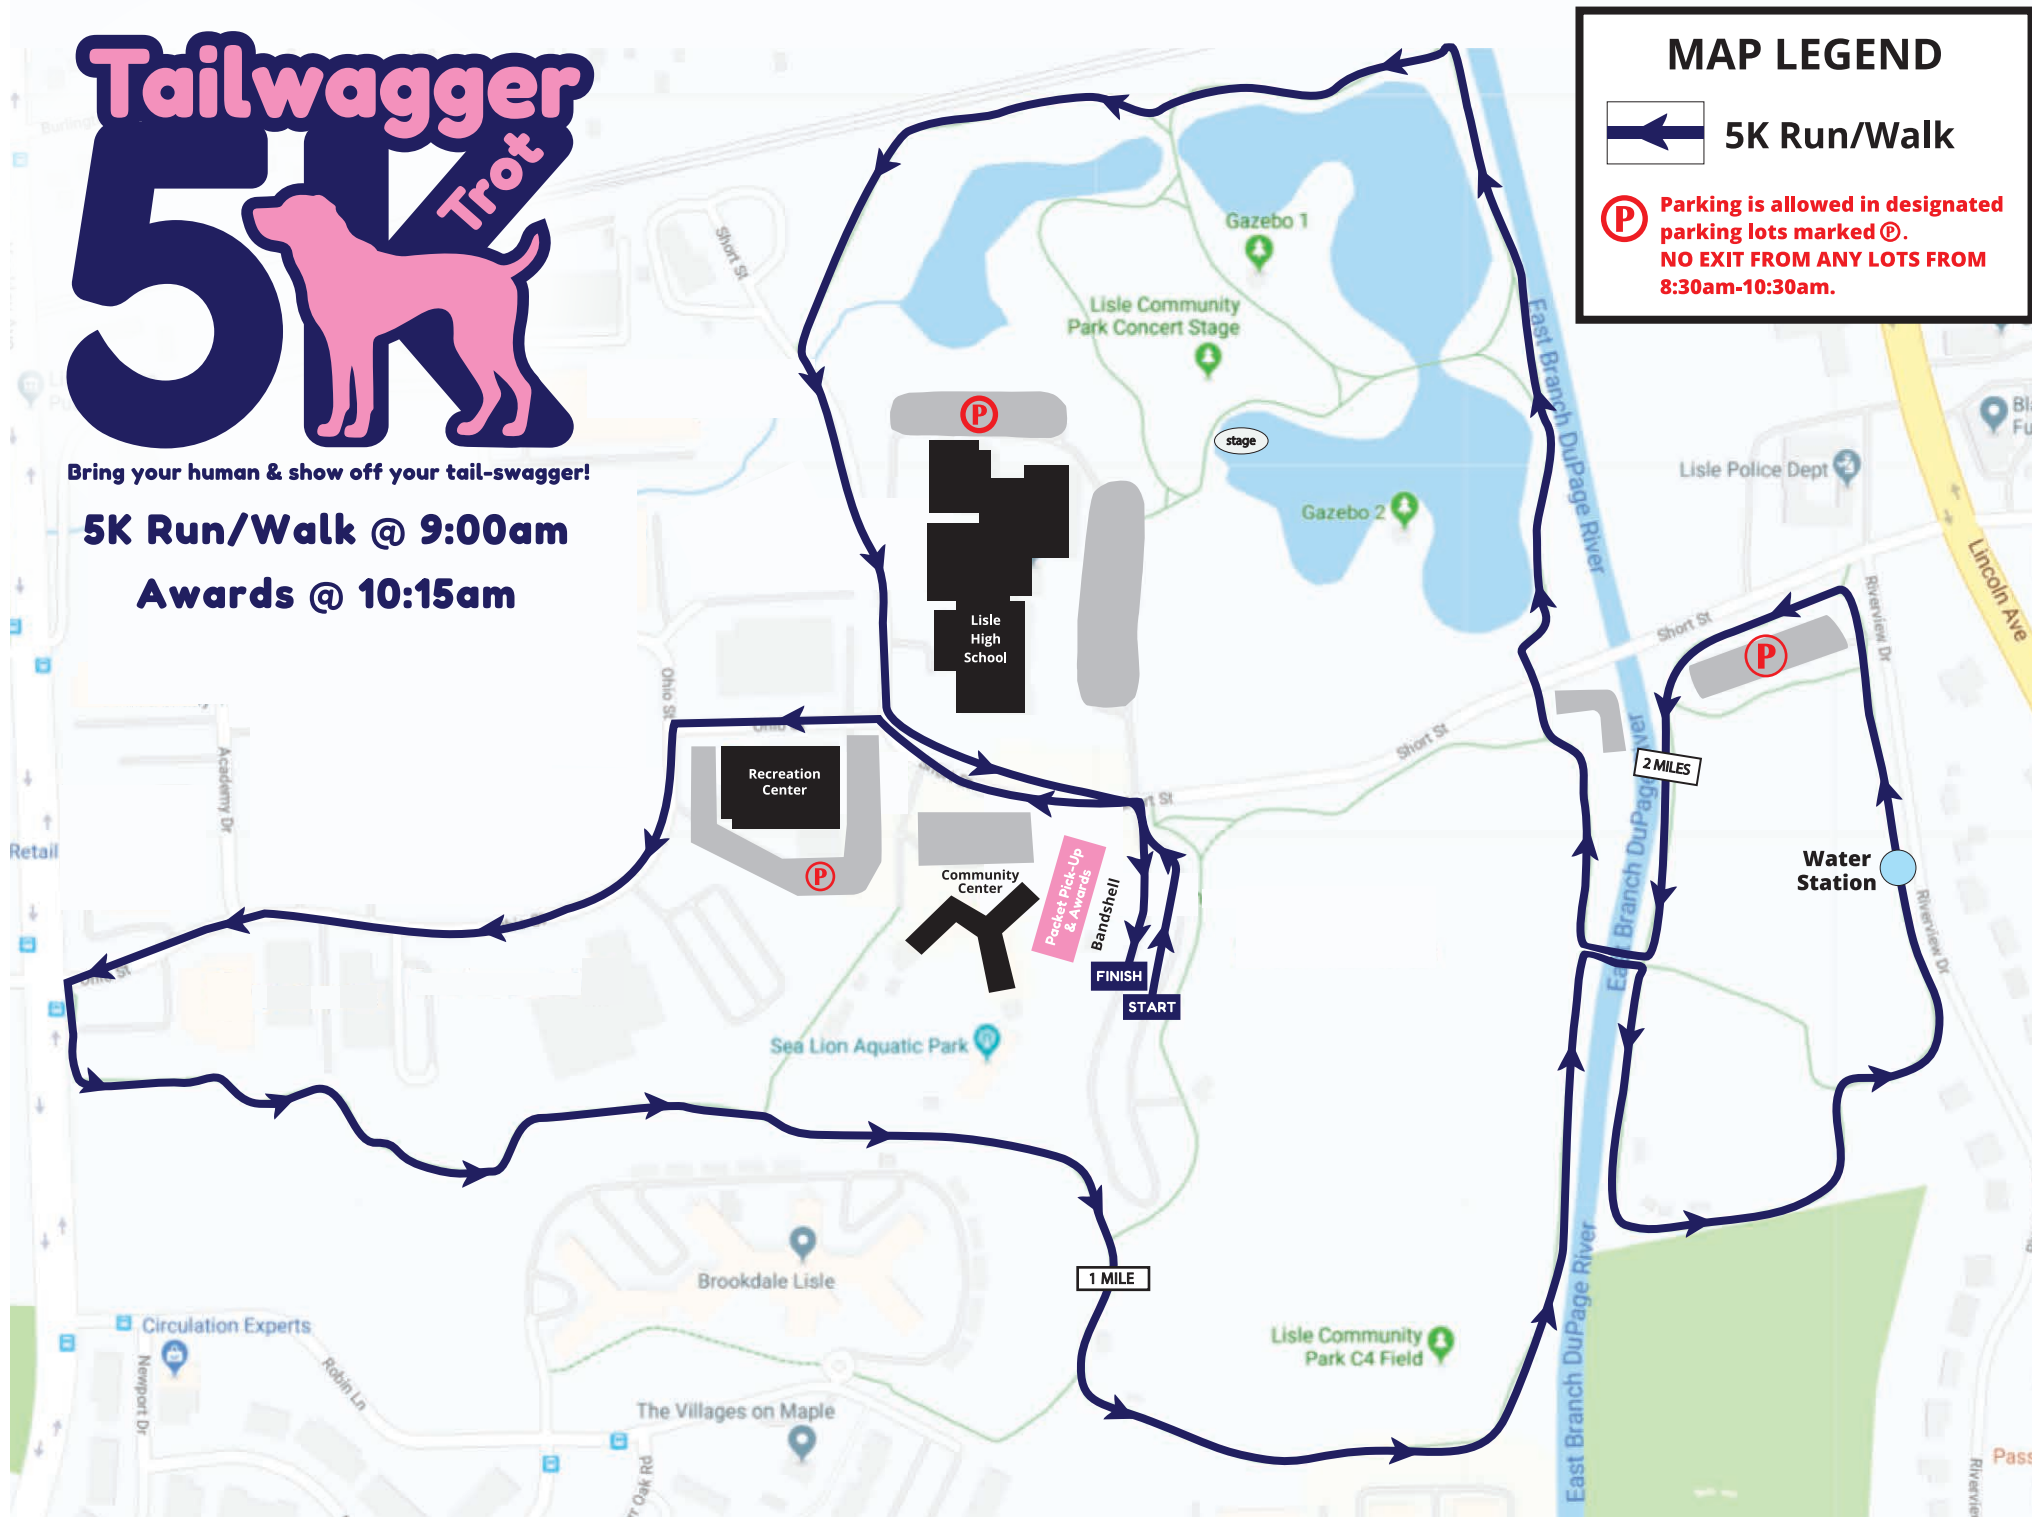 Tailwagger
5K
Trot
Bring your human & show off your tail-swagger!
5K Run/Walk @ 9:00am
Awards @ 10:15am
MAP LEGEND
5K Run/Walk
P
Parking is allowed in designated
parking lots marked P.
NO EXIT FROM ANY LOTS FROM
8:30am-10:30am.
Short St
Gazebo 1
Lisle Community
Park Concert Stage
P
stage
Gazebo 2
East Branch DuPage River
Lisle Police Dept
Lincoln Ave
Riverview Dr
Short St
P
Lisle
High
School
Ohio St
Academy Dr
Recreation
Center
P
Short St
2 MILES
Retail
Community
Center
Packet Pick-Up
& Awards
Bandshell
FINISH
START
Water
Station
Riverview Dr
East Branch DuPage River
Ohio St
Sea Lion Aquatic Park
Brookdale Lisle
1 MILE
Circulation Experts
Newport Dr
Robin Ln
Lisle Community
Park C4 Field
East Branch DuPage River
The Villages on Maple
Oak Rd